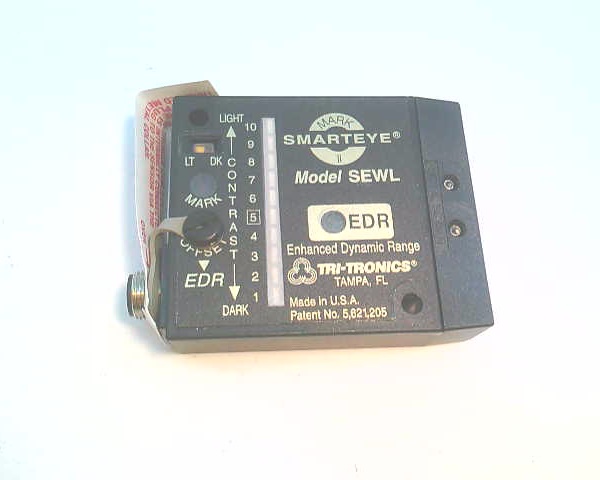 LIGHT
10
9
8
7
6
5
4
3
2
1
DARK
CONTRAST
LT DK
MARK
OFFSET
EDR
MARK
SMARTEYE®
II
Model SEWL
EDR
Enhanced Dynamic Range
TRI-TRONICS®
TAMPA, FL
Made in U.S.A.
Patent No. 5,621,205